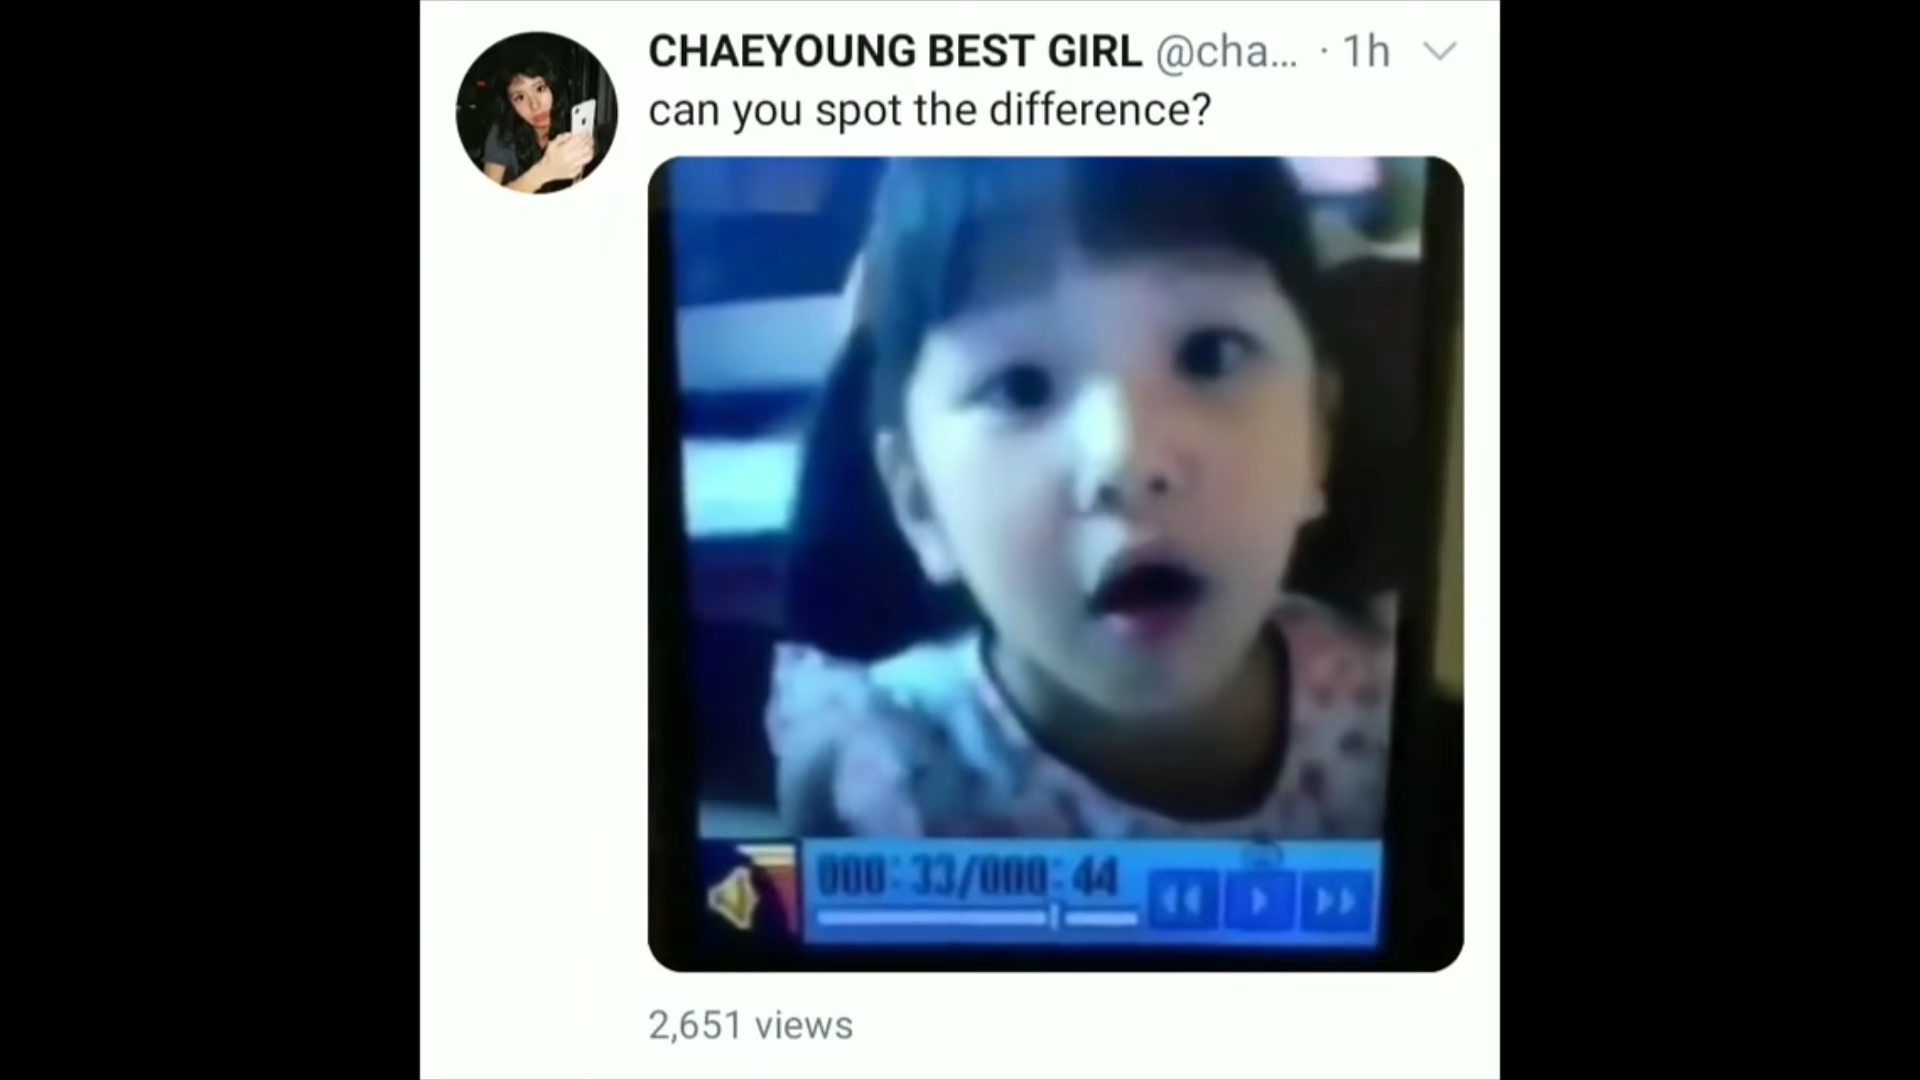 CHAEYOUNG BEST GIRL @cha... · 1h
can you spot the difference?
000:33/000:44
2,651 views